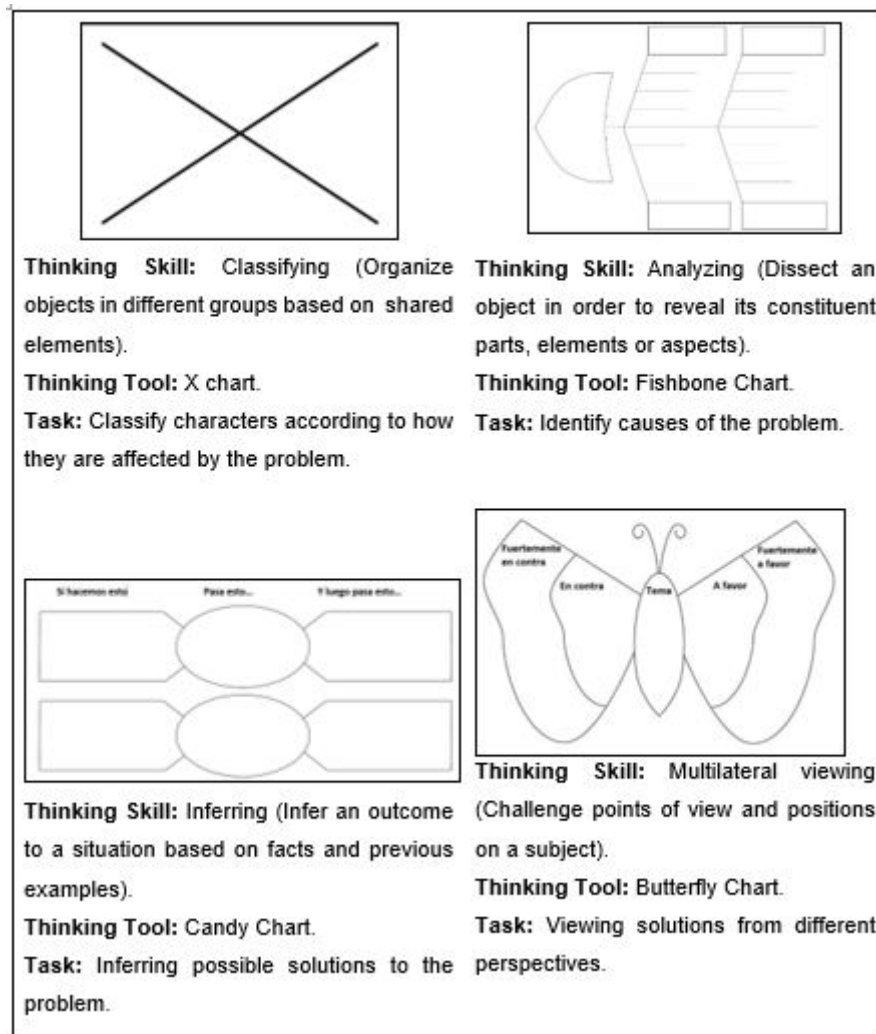 Thinking Skill: Classifying (Organize
objects in different groups based on shared
elements).
Thinking Tool: X chart.
Task: Classify characters according to how
they are affected by the problem.
Thinking Skill: Analyzing (Dissect an
object in order to reveal its constituent
parts, elements or aspects).
Thinking Tool: Fishbone Chart.
Task: Identify causes of the problem.
Si hacemos esto
Pasa esto...
Y luego pasa esto...
Thinking Skill: Inferring (Infer an outcome
to a situation based on facts and previous
examples).
Thinking Tool: Candy Chart.
Task: Inferring possible solutions to the
problem.
Fuertemente
en contra
En contra
Tema
A favor
Fuertemente
a favor
Thinking Skill: Multilateral viewing
(Challenge points of view and positions
on a subject).
Thinking Tool: Butterfly Chart.
Task: Viewing solutions from different
perspectives.